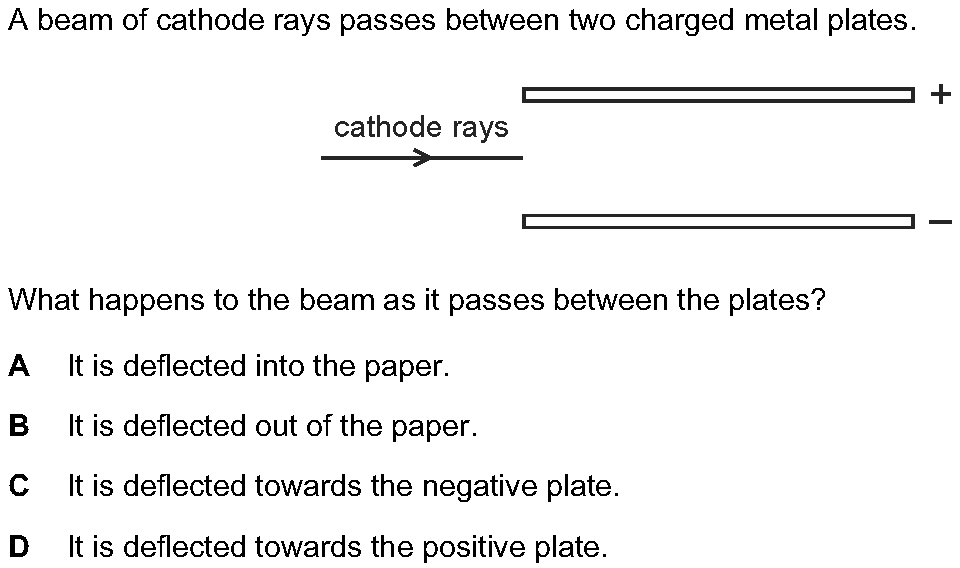 A beam of cathode rays passes between two charged metal plates.
+
cathode rays
–
What happens to the beam as it passes between the plates?
A It is deflected into the paper.
B It is deflected out of the paper.
C It is deflected towards the negative plate.
D It is deflected towards the positive plate.